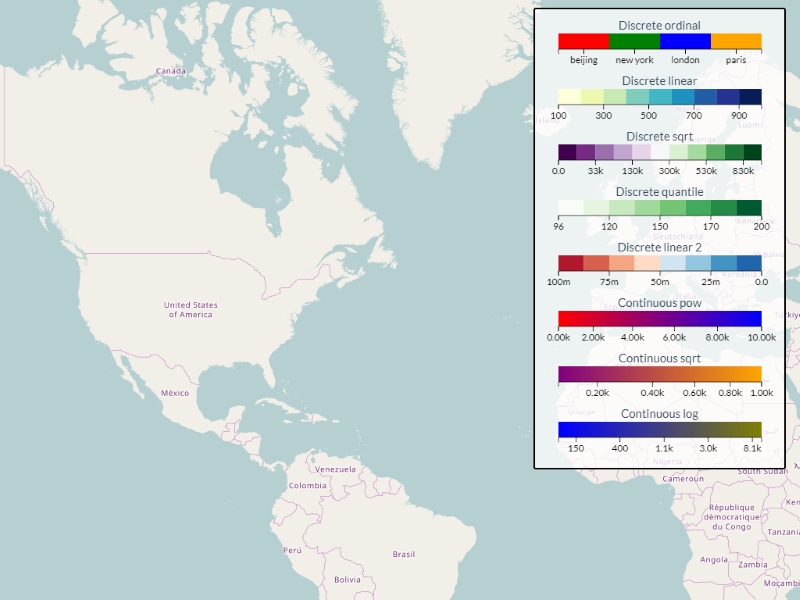 Canada
United States
of America
México
Venezuela
Colombia
Perú
Brasil
Bolivia
Discrete ordinal
beijing new york london paris
Discrete linear
100 300 500 700 900
Discrete sqrt
0.0 33k 130k 300k 530k 830k
Discrete quantile
96 120 150 170 200
Deutschland
Discrete linear 2
100m 75m 50m 25m 0.0
Continuous pow
0.00k 2.00k 4.00k 6.00k 8.00k 10.00k
Türkiye
Continuous sqrt
0.20k 0.40k 0.60k 0.80k 1.00k
Continuous log
150 400 1.1k 3.0k 8.1k
Nigeria
South Sudan
Cameroun
Ken
République
démocratique
du Congo
Tanzania
Angola
Zambia
Moçambi